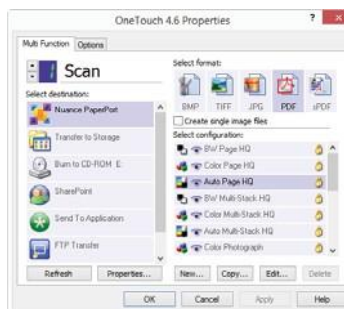 OneTouch 4.6 Properties
?
Multi Function
Options
Scan
Select destination:
Nuance PaperPort
Transfer to Storage
Burn to CD-ROM E:
SharePoint
Send To Application
FTP Transfer
Refresh
Properties...
Select format:
BMP
TIFF
JPG
PDF
sPDF
Create single image files
Select configuration:
BW Page HQ
Color Page HQ
Auto Page HQ
BW Multi-Stack HQ
Color Multi-Stack HQ
Auto Multi-Stack HQ
Color Photograph
New...
Copy...
Edit...
Delete
OK
Cancel
Apply
Help